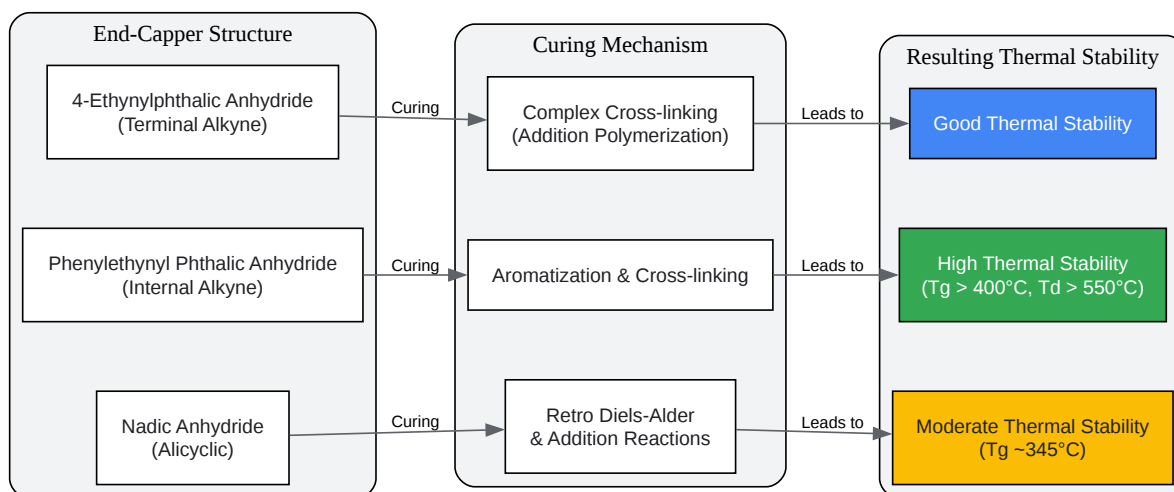 End-Capper Structure
Curing Mechanism
Resulting Thermal Stability
4-Ethynylphthalic Anhydride
(Terminal Alkyne)
Curing
Complex Cross-linking
(Addition Polymerization)
Leads to
Good Thermal Stability
Phenylethynyl Phthalic Anhydride
(Internal Alkyne)
Curing
Aromatization & Cross-linking
Leads to
High Thermal Stability
(Tg > 400°C, Td > 550°C)
Nadic Anhydride
(Alicyclic)
Curing
Retro Diels-Alder
& Addition Reactions
Leads to
Moderate Thermal Stability
(Tg ~345°C)